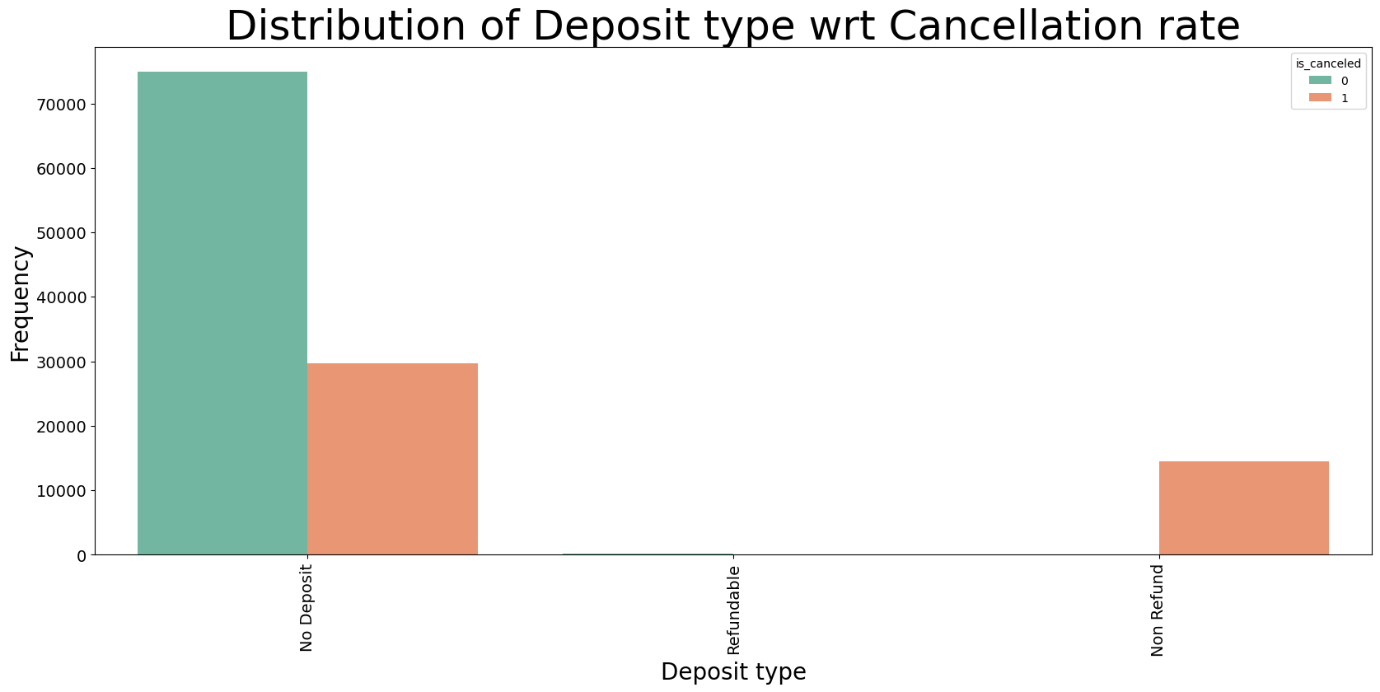 Distribution of Deposit type wrt Cancellation rate
is_canceled
0
1
Frequency
70000
60000
50000
40000
30000
20000
10000
0
No Deposit
Refundable
Non Refund
Deposit type